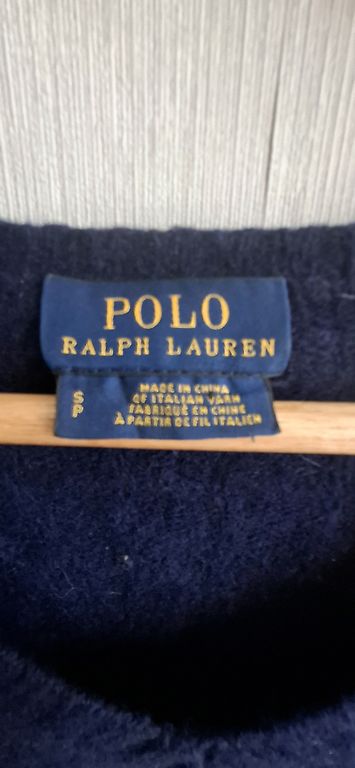 POLO
RALPH LAUREN
S
P
MADE IN CHINA
OF ITALIAN YARN
FABRIQUÉ EN CHINE
À PARTIR DE FIL ITALIEN